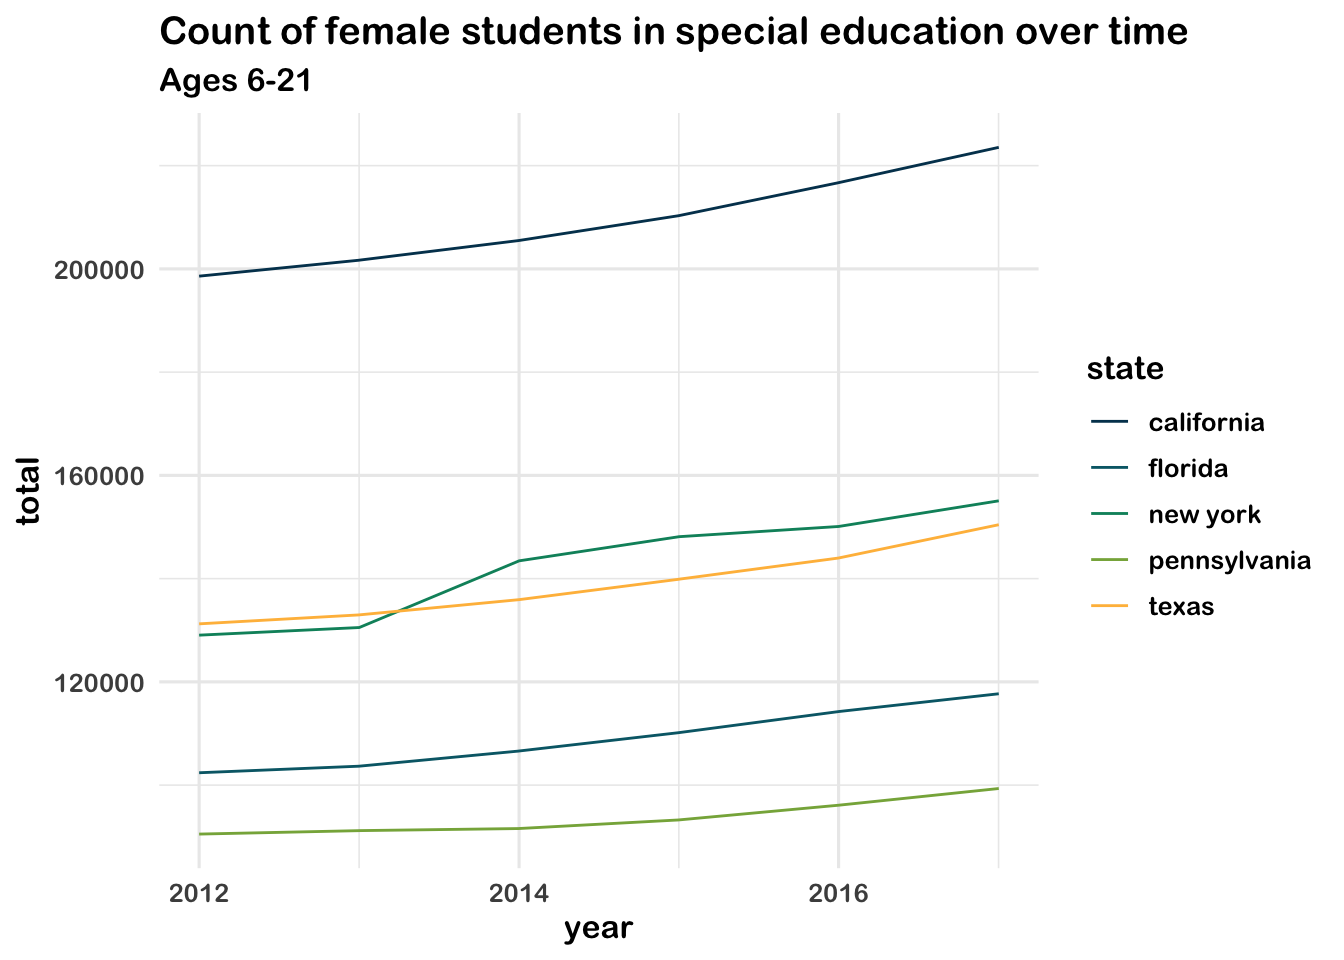 Count of female students in special education over time
Ages 6-21
200000
160000
120000
total
2012
2014
2016
year
state
california
florida
new york
pennsylvania
texas